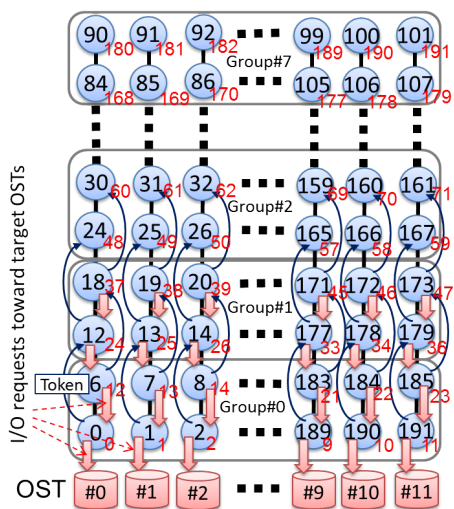 90 91 92 99 100 101
180 181 182 189 190 191
Group#7
84 85 86 105 106 107
168 169 170 177 178 179
30 31 32 159 160 161
60 61 62 69 70 71
Group#2
24 25 26 165 166 167
48 49 50 57 58 59
18 19 20 171 172 173
37 38 39 45 46 47
Group#1
12 13 14 177 178 179
24 25 26 33 34 36
Token 6 7 8 183 184 185
12 13 14 21 22 23
Group#0
0 1 2 189 190 191
0 1 2 9 10 11
OST #0 #1 #2 #9 #10 #11
I/O requests toward target OSTs